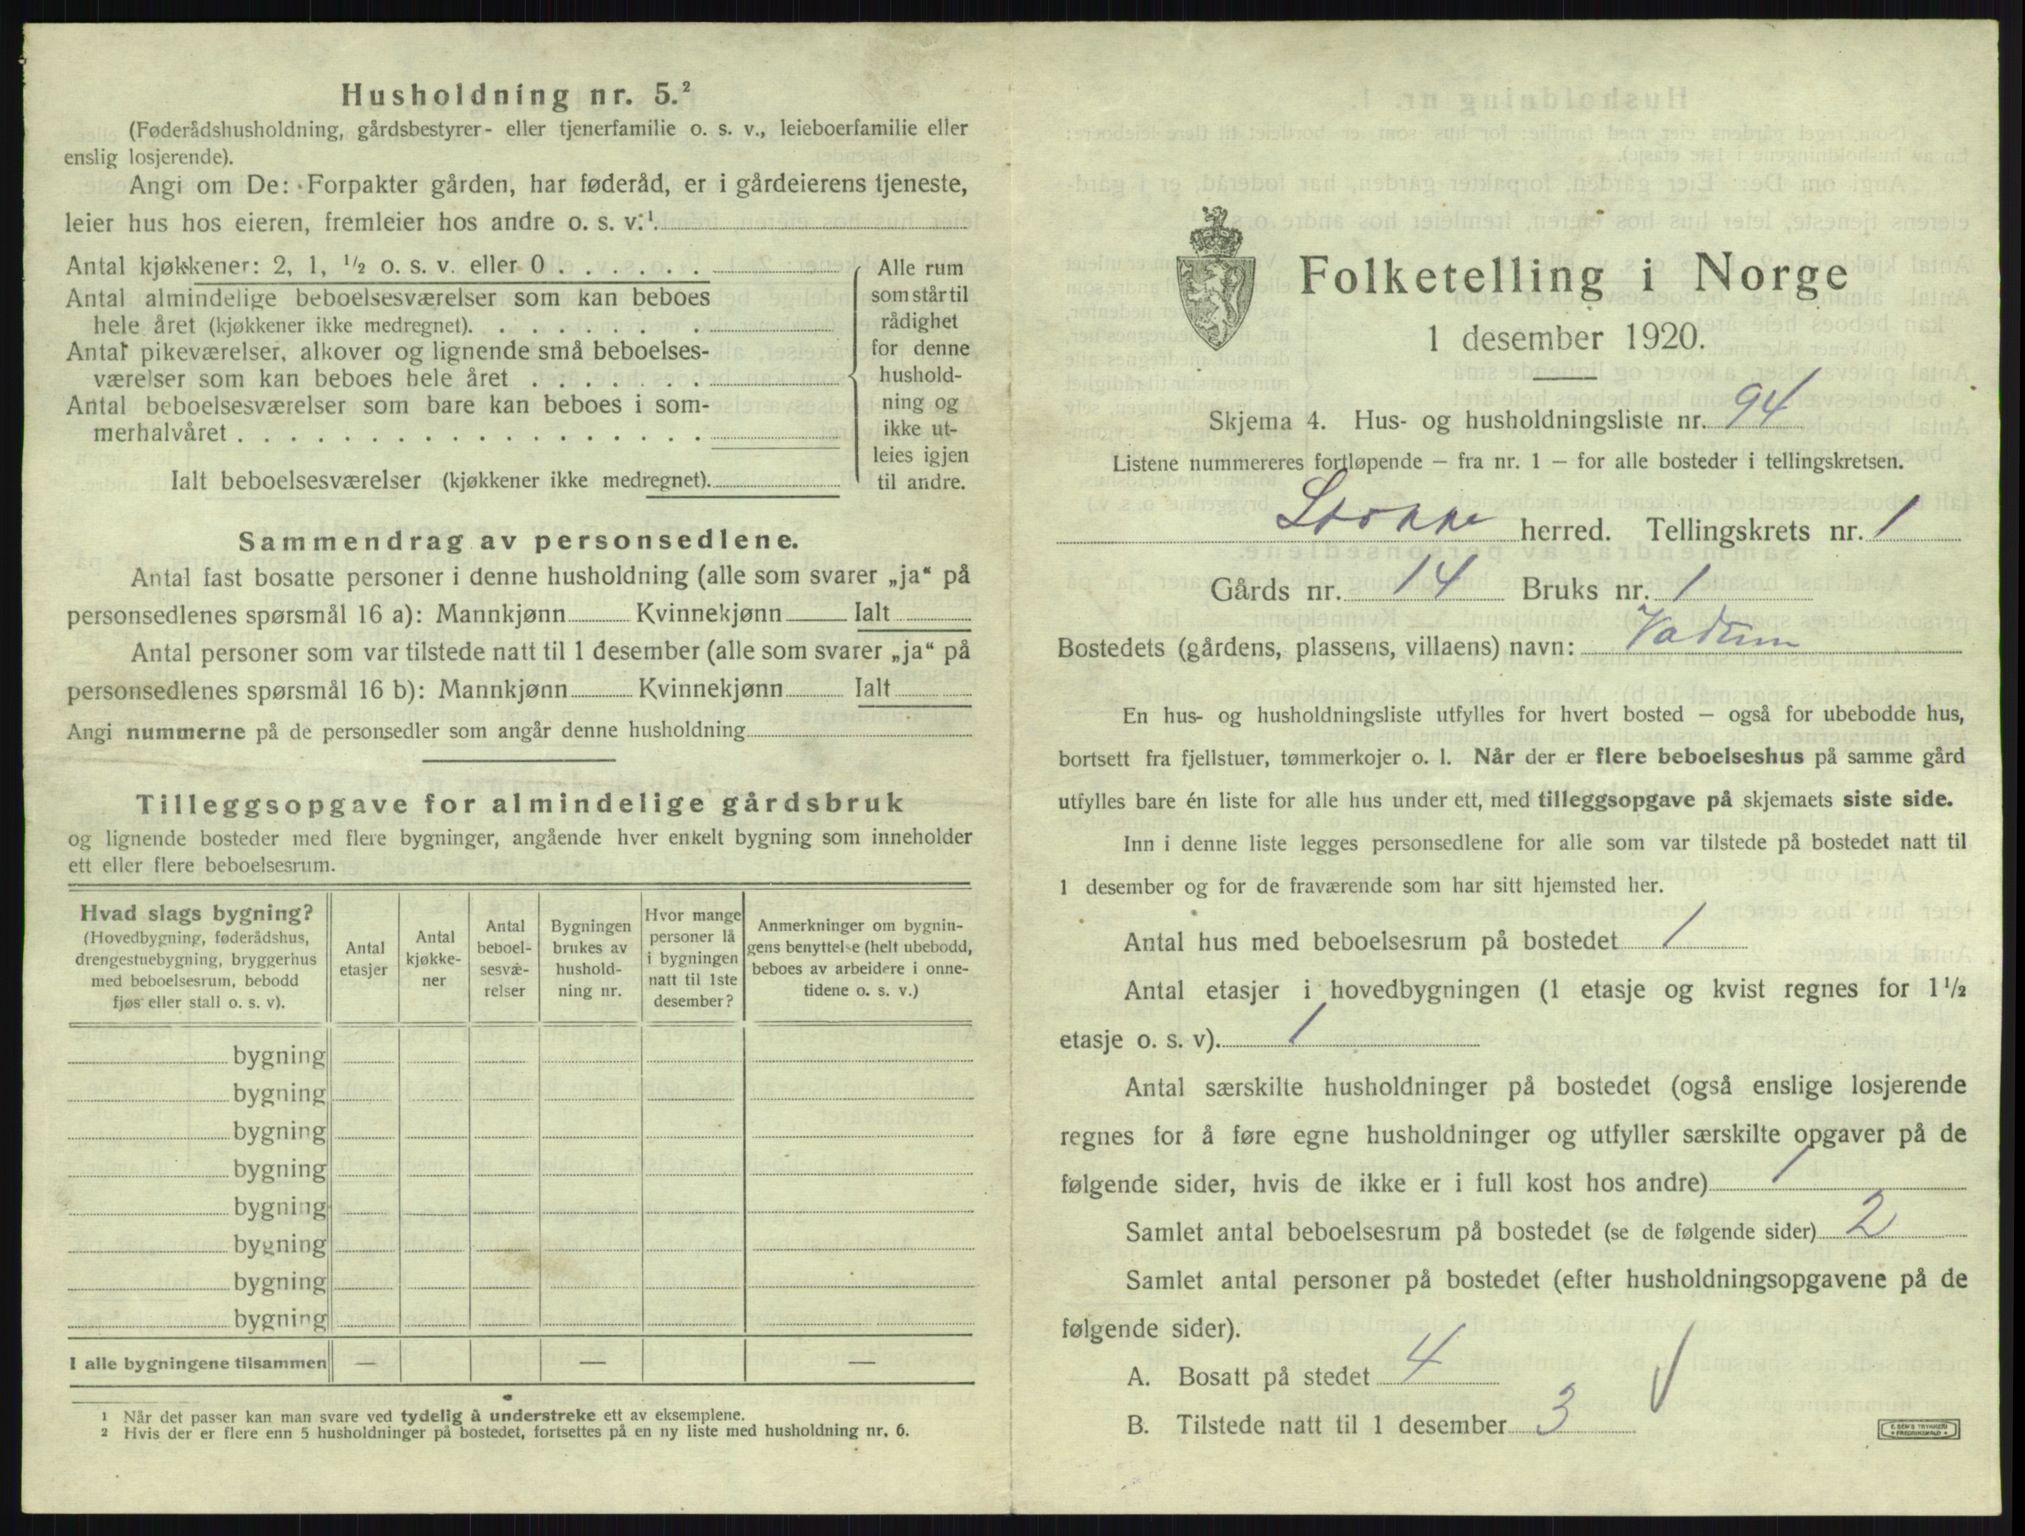 Husholdning nr. 5.²
(Føderådshusholdning, gårdsbestyrer- eller tjenerfamilie o. s. v., leieboerfamilie eller
enslig losjerende).
Angi om De: Forpakter gården, har føderåd, er i gårdeierens tjeneste,
leier hus hos eieren, fremleier hos andre o. s. v.¹
Antal kjøkkener: 2, 1, ½ o. s. v. eller 0 . . . . . .
Antal almindelige beboelsesværelser som kan beboes
hele året (kjøkkener ikke medregnet). . . . . . . .
Antal pikeværelser, alkover og lignende små beboelses-
værelser som kan beboes hele året . . . . . . .
Antal beboelsesværelser som bare kan beboes i som-
merhalvåret . . . . . . . . . . . . . . . . . .
Ialt beboelsesværelser (kjøkkener ikke medregnet).
Alle rum
som står til
rådighet
for denne
hushold-
ning og
ikke ut-
leies igjen
til andre.
Sammendrag av personsedlene.
Antal fast bosatte personer i denne husholdning (alle som svarer „ja“ på
personsedlenes spørsmål 16 a): Mannkjønn Kvinnekjønn Ialt
Antal personer som var tilstede natt til 1 desember (alle som svarer „ja“ på
personsedlenes spørsmål 16 b): Mannkjønn Kvinnekjønn Ialt
Angi nummerne på de personsedler som angår denne husholdning
Tilleggsopgave for almindelige gårdsbruk
og lignende bosteder med flere bygninger, angående hver enkelt bygning som inneholder
ett eller flere beboelsesrum.
Hvad slags bygning?
(Hovedbygning, føderådshus,
drengestuebygning, bryggerhus
med beboelsesrum, bebodd
fjøs eller stall o. s. v).
Antal
etasjer
Antal
kjøkke-
ner
Antal
beboel-
sesvæ-
relser
Bygningen
brukes av
hushold-
ning nr.
Hvor mange
personer lå
i bygningen
natt til 1ste
desember?
Anmerkninger om bygnin-
gens benyttelse (helt ubebodd,
beboes av arbeidere i onne-
tidene o. s. v.)
bygning
bygning
bygning
bygning
bygning
bygning
bygning
bygning
I alle bygningene tilsammen — — —
¹ Når det passer kan man svare ved tydelig å understreke ett av eksemplene.
² Hvis der er flere enn 5 husholdninger på bostedet, fortsettes på en ny liste med husholdning nr. 6.
Folketelling i Norge
1 desember 1920.
Skjema 4. Hus- og husholdningsliste nr. 94
Listene nummereres fortløpende — fra nr. 1 — for alle bosteder i tellingskretsen.
Stokke herred. Tellingskrets nr. 1
Gårds nr. 14 Bruks nr. 1
Bostedets (gårdens, plassens, villaens) navn: Vadum
En hus- og husholdningsliste utfylles for hvert bosted — også for ubebodde hus,
bortsett fra fjellstuer, tømmerkojer o. l. Når der er flere beboelseshus på samme gård
utfylles bare én liste for alle hus under ett, med tilleggsopgave på skjemaets siste side.
Inn i denne liste legges personsedlene for alle som var tilstede på bostedet natt til
1 desember og for de fraværende som har sitt hjemsted her.
Antal hus med beboelsesrum på bostedet 1
Antal etasjer i hovedbygningen (1 etasje og kvist regnes for 1½
etasje o. s. v). 1
Antal særskilte husholdninger på bostedet (også enslige losjerende
regnes for å føre egne husholdninger og utfyller særskilte opgaver på de
følgende sider, hvis de ikke er i full kost hos andre) 1
Samlet antal beboelsesrum på bostedet (se de følgende sider) 2
Samlet antal personer på bostedet (efter husholdningsopgavene på de
følgende sider).
A. Bosatt på stedet 4
B. Tilstede natt til 1 desember 3